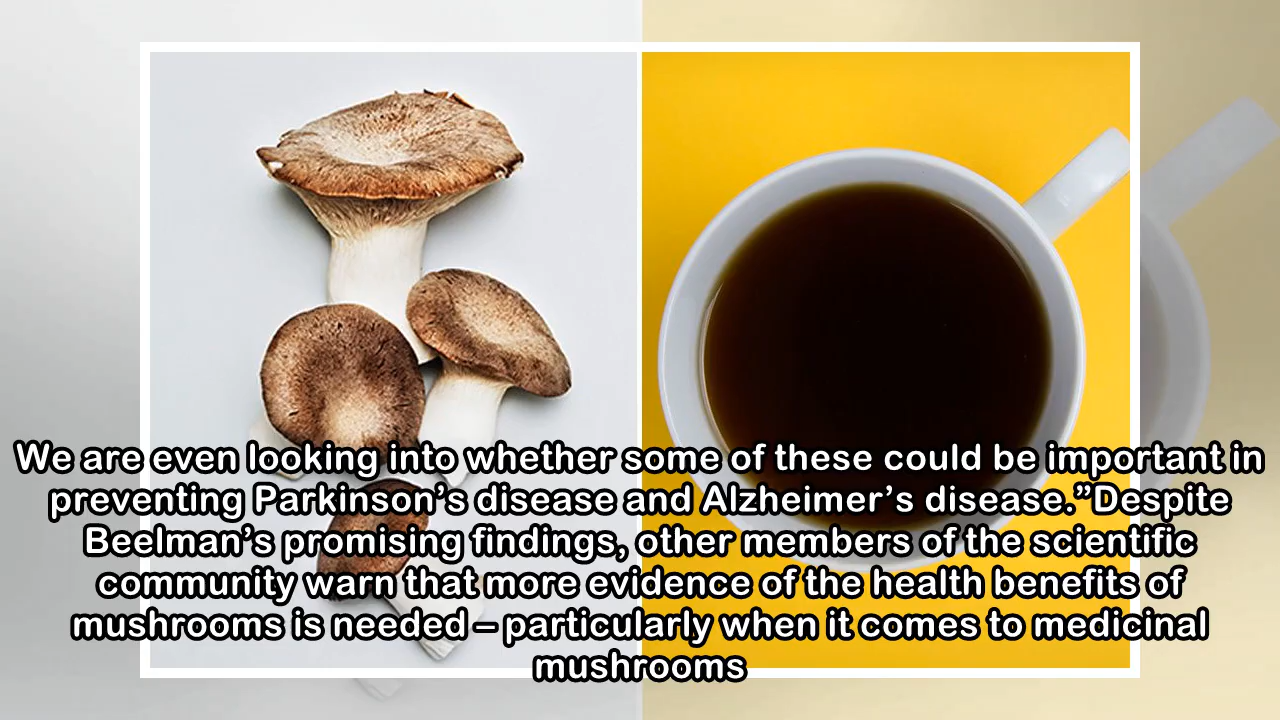 We are even looking into whether some of these could be important in
preventing Parkinson’s disease and Alzheimer’s disease.”Despite
Beelman’s promising findings, other members of the scientific
community warn that more evidence of the health benefits of
mushrooms is needed – particularly when it comes to medicinal
mushrooms